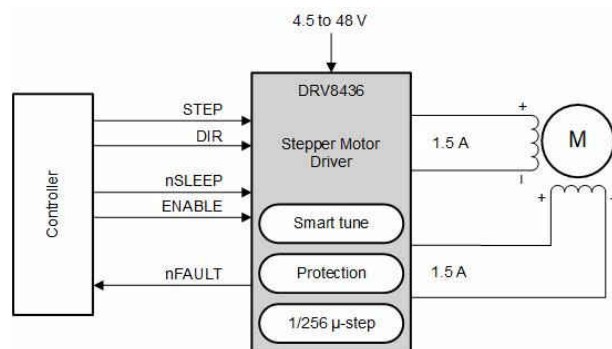 4.5 to 48 V
DRV8436
Stepper Motor
Driver
Controller
STEP
DIR
nSLEEP
ENABLE
nFAULT
Smart tune
Protection
1/256 µ-step
+
1.5 A
–
M
+
-
1.5 A